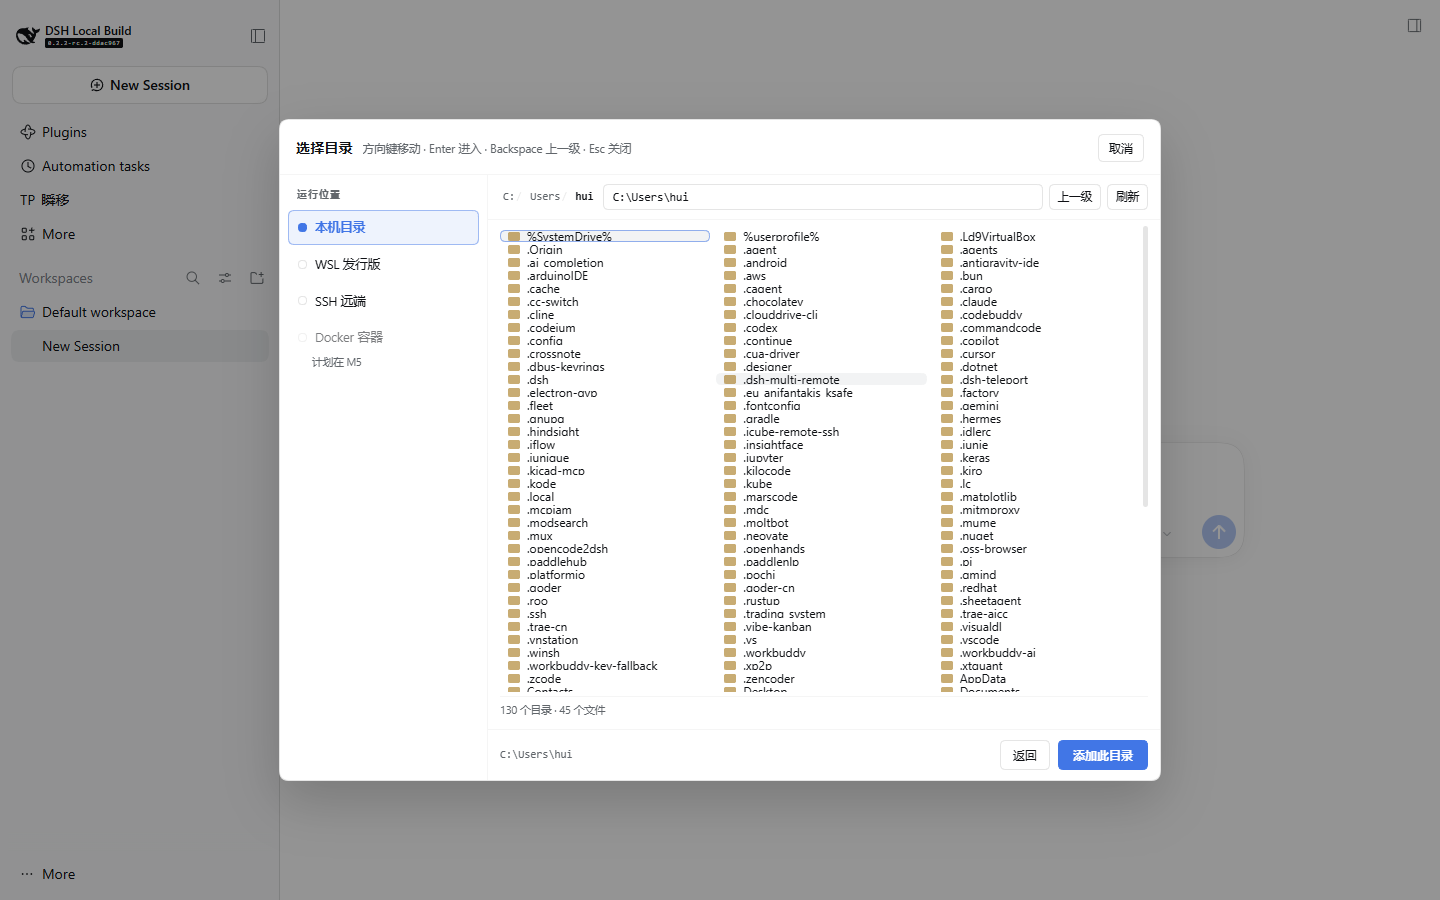 DSH Local Build
0.2.2-rc.2-ddac967
New Session
Plugins
Automation tasks
TP 瞬移
More
Workspaces
Default workspace
New Session
More
选择目录 方向键移动 · Enter 进入 · Backspace 上一级 · Esc 关闭
取消
运行位置
本机目录
WSL 发行版
SSH 远端
Docker 容器
计划在 M5
C: / Users / hui C:\Users\hui 上一级 刷新
%SystemDrive% %userprofile% .Ld9VirtualBox
.Origin .agent .agents
.ai_completion .android .antigravity-ide
.arduinoIDE .aws .bun
.cache .cagent .cargo
.cc-switch .chocolatey .claude
.cline .clouddrive-cli .codebuddy
.codeium .codex .commandcode
.config .continue .copilot
.crossnote .cua-driver .cursor
.dbus-keyrings .designer .dotnet
.dsh .dsh-multi-remote .dsh-teleport
.electron-gyp .eu_anifantakis_ksafe .factory
.fleet .fontconfig .gemini
.gnupg .gradle .hermes
.hindsight .icube-remote-ssh .idlerc
.iflow .insightface .junie
.junique .jupyter .keras
.kicad-mcp .kilocode .kiro
.kode .kube .lc
.local .marscode .matplotlib
.mcpjam .mdc .mitmproxy
.modsearch .moltbot .mume
.mux .neovate .nuget
.opencode2dsh .openhands .oss-browser
.paddlehub .paddlenlp .pi
.platformio .pochi .qmind
.qoder .qoder-cn .redhat
.roo .rustup .sheetagent
.ssh .trading_system .trae-aicc
.trae-cn .vibe-kanban .visualdl
.vnstation .vs .vscode
.winsh .workbuddy .workbuddy-ai
.workbuddy-key-fallback .xp2p .xtquant
.zcode .zencoder AppData
Contacts Desktop Documents
130 个目录 · 45 个文件
C:\Users\hui 返回 添加此目录